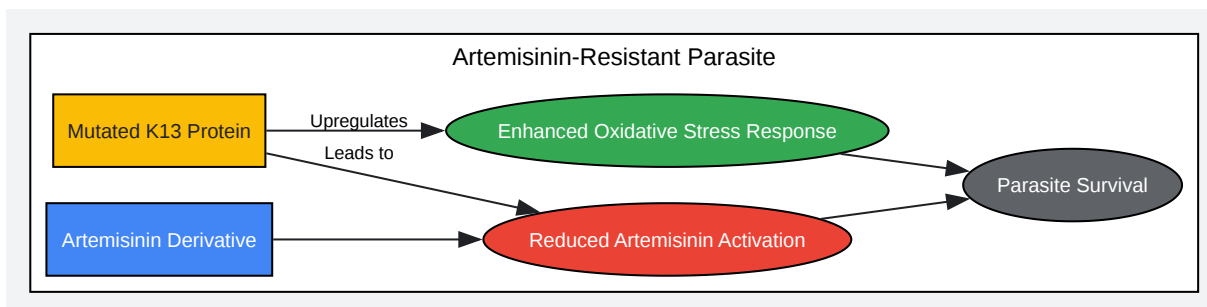 Artemisinin-Resistant Parasite
Mutated K13 Protein
Upregulates
Enhanced Oxidative Stress Response
Leads to
Parasite Survival
Artemisinin Derivative
Reduced Artemisinin Activation